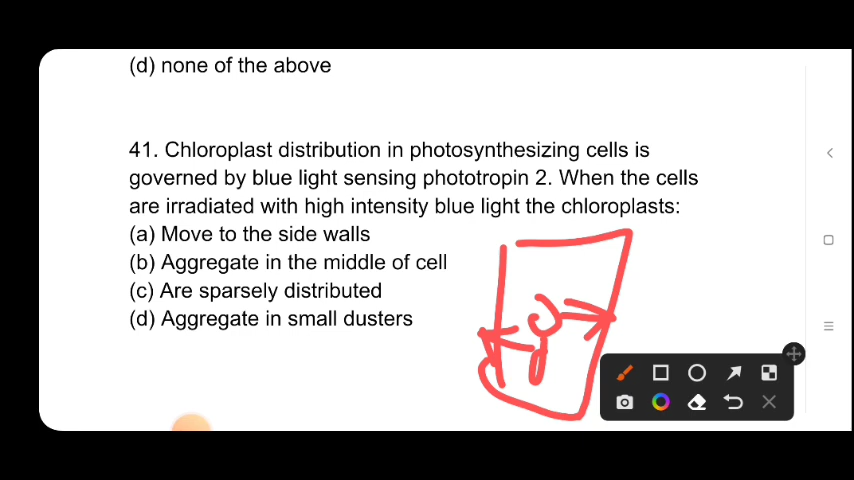 (d) none of the above
41. Chloroplast distribution in photosynthesizing cells is
governed by blue light sensing phototropin 2. When the cells
are irradiated with high intensity blue light the chloroplasts:
(a) Move to the side walls
(b) Aggregate in the middle of cell
(c) Are sparsely distributed
(d) Aggregate in small dusters